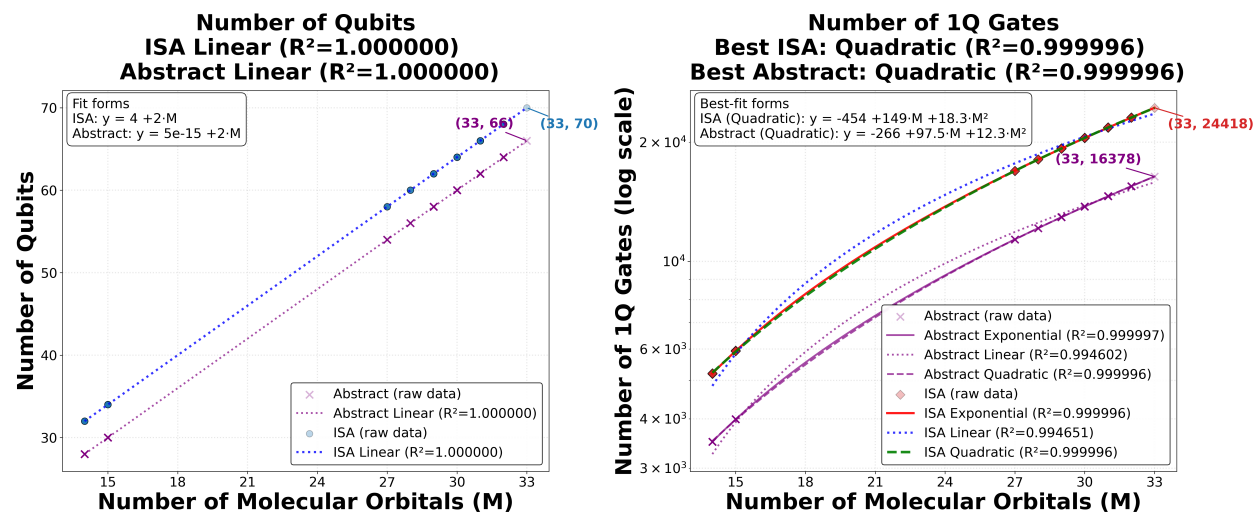 Number of Qubits
ISA Linear (R²=1.000000)
Abstract Linear (R²=1.000000)
Fit forms
ISA: y = 4 +2·M
Abstract: y = 5e-15 +2·M
(33, 66)
(33, 70)
70
60
50
40
30
Number of Qubits
Abstract (raw data)
Abstract Linear (R²=1.000000)
ISA (raw data)
ISA Linear (R²=1.000000)
15 18 21 24 27 30 33
Number of Molecular Orbitals (M)
Number of 1Q Gates
Best ISA: Quadratic (R²=0.999996)
Best Abstract: Quadratic (R²=0.999996)
Best-fit forms
ISA (Quadratic): y = -454 +149·M +18.3·M²
Abstract (Quadratic): y = -266 +97.5·M +12.3·M²
(33, 24418)
(33, 16378)
2 × 10⁴
10⁴
6 × 10³
4 × 10³
3 × 10³
Number of 1Q Gates (log scale)
Abstract (raw data)
Abstract Exponential (R²=0.999997)
Abstract Linear (R²=0.994602)
Abstract Quadratic (R²=0.999996)
ISA (raw data)
ISA Exponential (R²=0.999996)
ISA Linear (R²=0.994651)
ISA Quadratic (R²=0.999996)
15 18 21 24 27 30 33
Number of Molecular Orbitals (M)